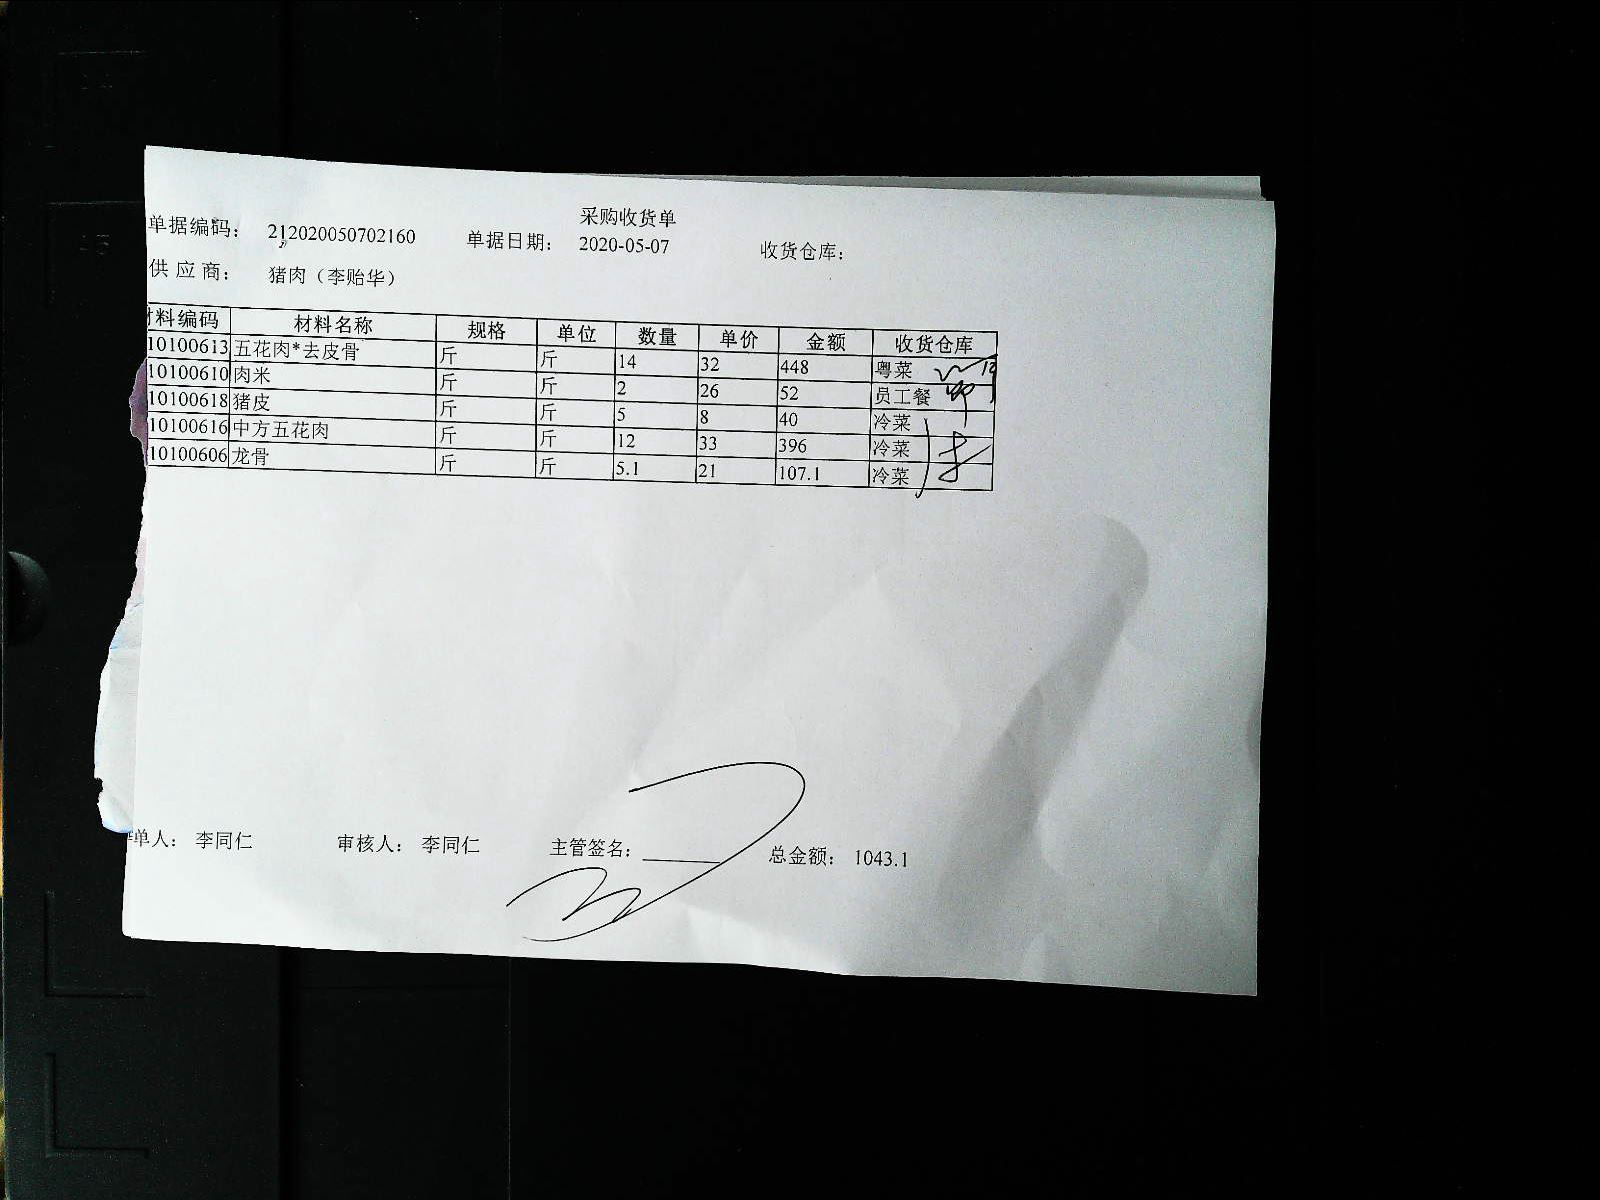 采购收货单
单据编码： 212020050702160 单据日期： 2020-05-07 收货仓库：
供 应 商： 猪肉（李贻华）
材料编码 材料名称 规格 单位 数量 单价 金额 收货仓库
10100613 五花肉*去皮骨 斤 斤 14 32 448 粤菜
10100610 肉米 斤 斤 2 26 52 员工餐
10100618 猪皮 斤 斤 5 8 40 冷菜
10100616 中方五花肉 斤 斤 12 33 396 冷菜
10100606 龙骨 斤 斤 5.1 21 107.1 冷菜
单人： 李同仁 审核人： 李同仁 主管签名：________ 总金额： 1043.1